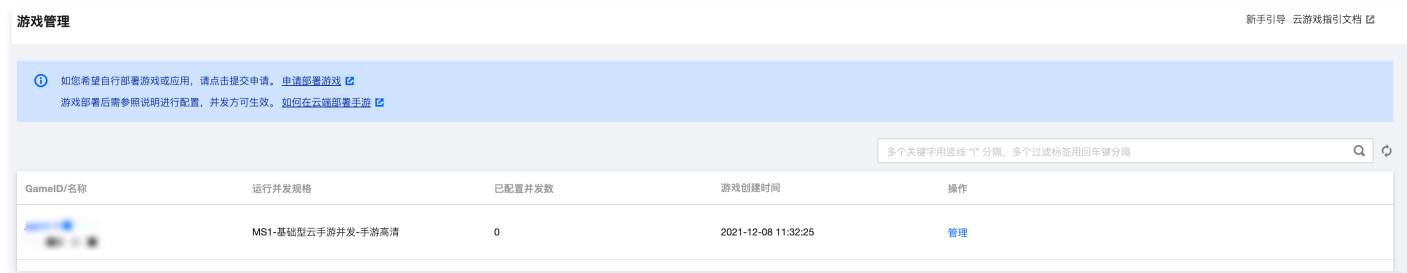 游戏管理
新手引导 云游戏指引文档
如您希望自行部署游戏或应用，请点击提交申请。 申请部署游戏
游戏部署后需参照说明进行配置，并发方可生效。 如何在云端部署手游
多个关键字用竖线 "|" 分隔，多个过滤标签用回车键分隔
GameID/名称 运行并发规格 已配置并发数 游戏创建时间 操作
MS1-基础型云手游并发-手游高清 0 2021-12-08 11:32:25 管理